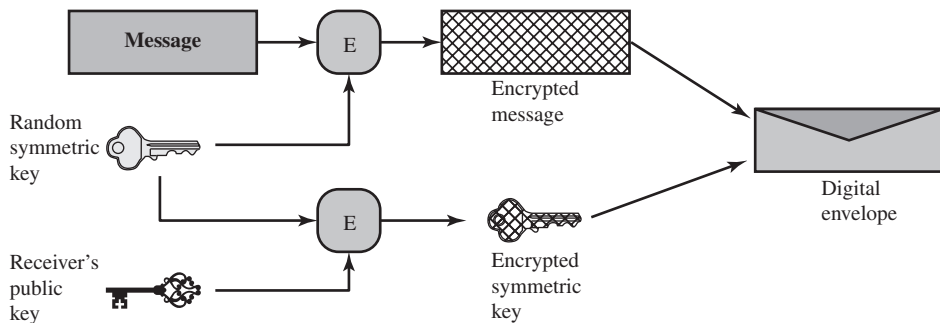 Message
E
Encrypted
message
Random
symmetric
key
Digital
envelope
E
Receiver's
public
key
Encrypted
symmetric
key